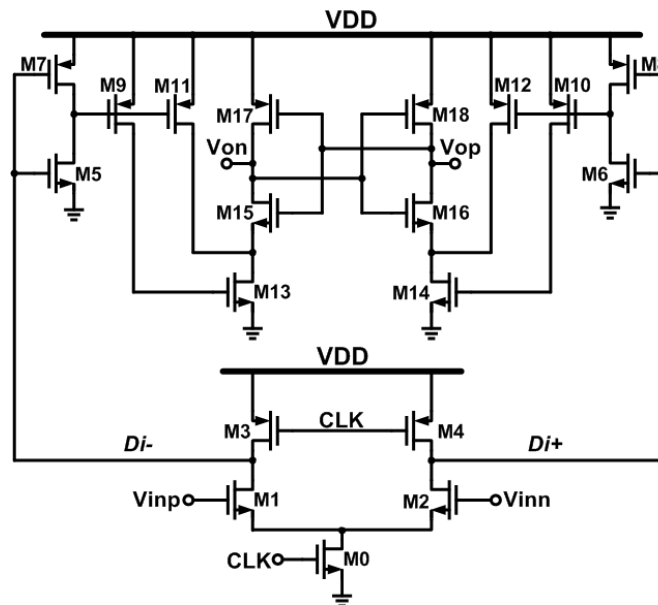 VDD
M7 M9 M11 M17 M18 M12 M10
Von Vop
M5 M15 M16 M6
M13 M14
VDD
M3 CLK M4
Di- Di+
Vinp M1 M2 Vinn
CLK M0